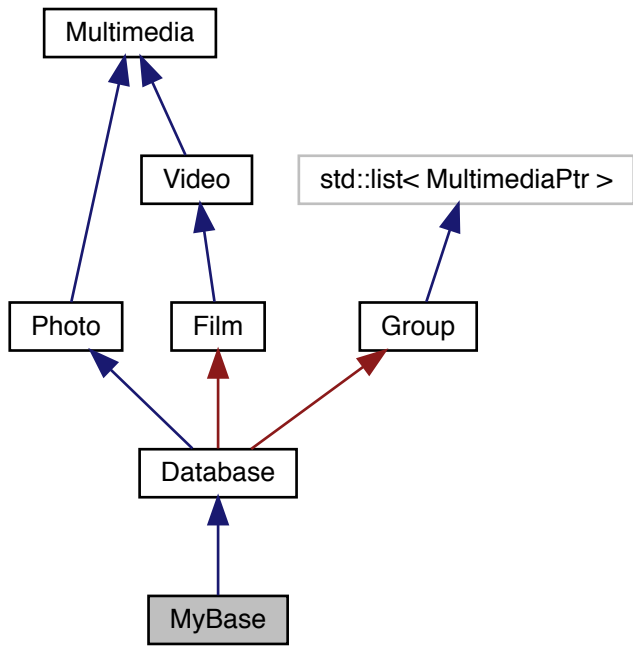 Multimedia
Video
std::list< MultimediaPtr >
Photo
Film
Group
Database
MyBase